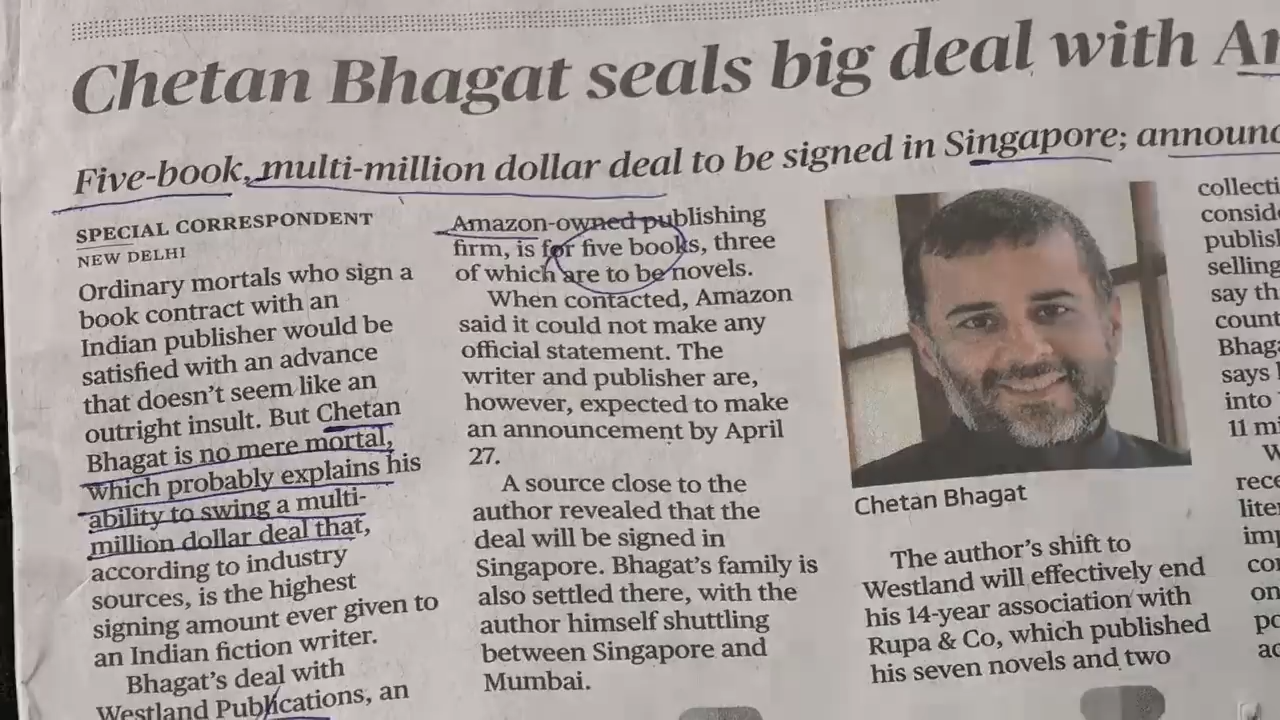 Chetan Bhagat seals big deal with
Five-book, multi-million dollar deal to be signed in Singapore;
SPECIAL CORRESPONDENT
NEW DELHI
Ordinary mortals who sign a
book contract with an
Indian publisher would be
satisfied with an advance
that doesn't seem like an
outright insult. But Chetan
Bhagat is no mere mortal,
which probably explains his
ability to swing a multi-
million dollar deal that,
according to industry
sources, is the highest
signing amount ever given to
an Indian fiction writer.
Bhagat's deal with
Westland Publications, an
Amazon-owned publishing
firm, is for five books, three
of which are to be novels.
When contacted, Amazon
said it could not make any
official statement. The
writer and publisher are,
however, expected to make
an announcement by April
27.
A source close to the
author revealed that the
deal will be signed in
Singapore. Bhagat's family is
also settled there, with the
author himself shuttling
between Singapore and
Mumbai.
Chetan Bhagat
The author's shift to
Westland will effectively end
his 14-year association with
Rupa & Co, which published
his seven novels and two
say
says
into
11